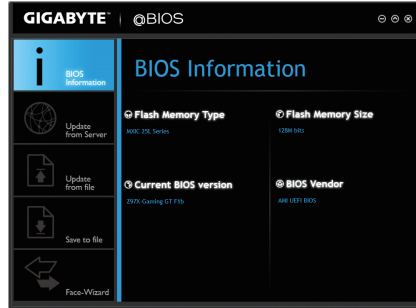 GIGABYTE™ @BIOS
BIOS Information
BIOS
Information
Flash Memory Type
MXIC 25L Series
Flash Memory Size
128M bits
Update
from Server
Update
from file
Current BIOS version
Z97X-Gaming GT F1b
BIOS Vendor
AMI UEFI BIOS
Save to file
Face-Wizard